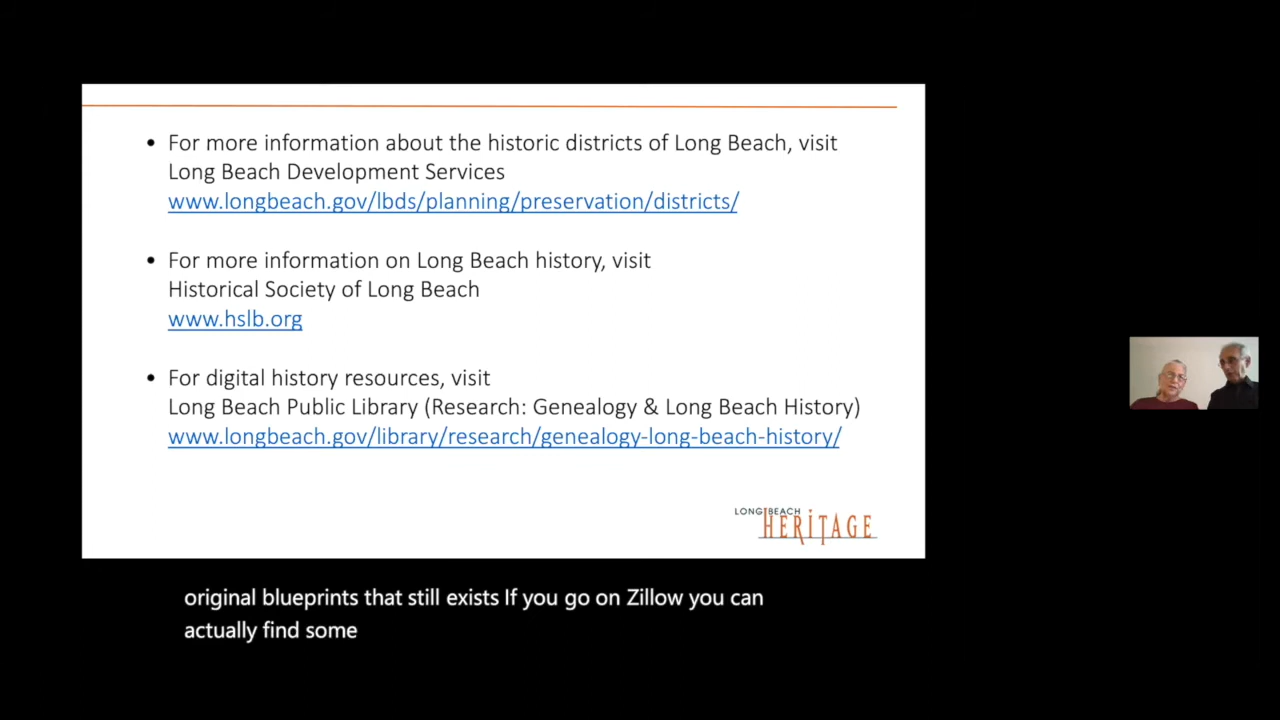 • For more information about the historic districts of Long Beach, visit
Long Beach Development Services
www.longbeach.gov/lbds/planning/preservation/districts/
• For more information on Long Beach history, visit
Historical Society of Long Beach
www.hslb.org
• For digital history resources, visit
Long Beach Public Library (Research: Genealogy & Long Beach History)
www.longbeach.gov/library/research/genealogy-long-beach-history/
LONG BEACH
HERITAGE
original blueprints that still exists If you go on Zillow you can
actually find some